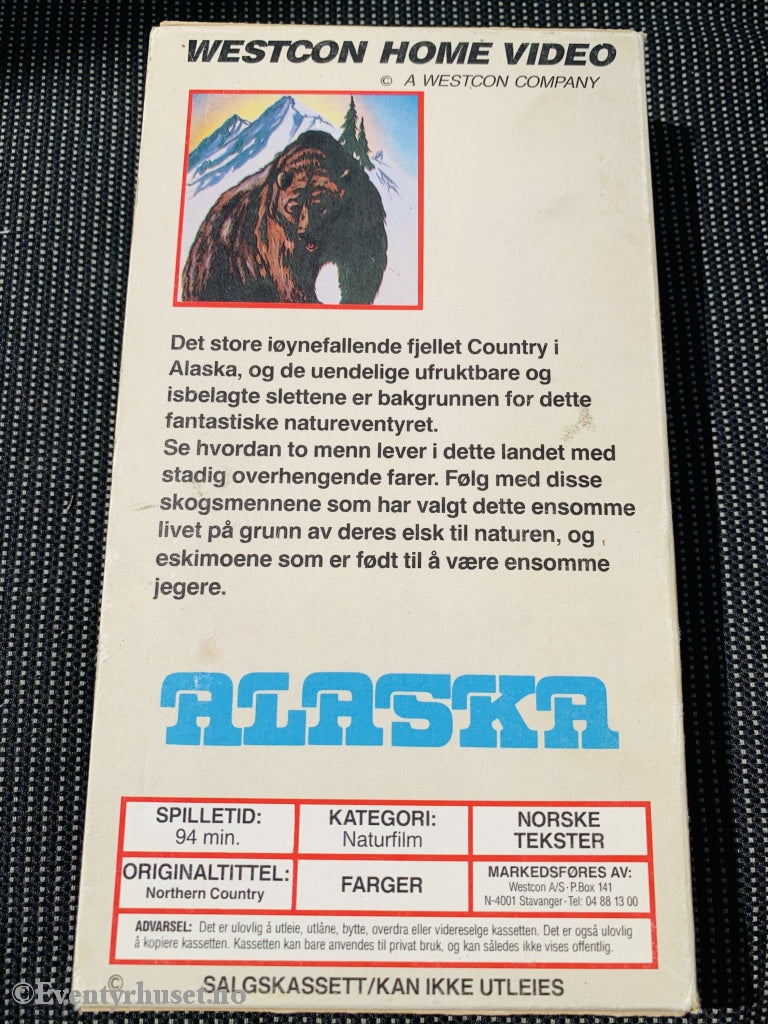 WESTCON HOME VIDEO
© A WESTCON COMPANY
Det store iøynefallende fjellet Country i
Alaska, og de uendelige ufruktbare og
isbelagte slettene er bakgrunnen for dette
fantastiske natureventyret.
Se hvordan to menn lever i dette landet med
stadig overhengende farer. Følg med disse
skogsmennene som har valgt dette ensomme
livet på grunn av deres elsk til naturen, og
eskimoene som er født til å være ensomme
jegere.
ALASKA
SPILLETID:
94 min.
KATEGORI:
Naturfilm
NORSKE
TEKSTER
ORIGINALTITTEL:
Northern Country
FARGER
MARKEDSFØRES AV:
Westcon A/S · P.Box 141
N-4001 Stavanger · Tel: 04 88 13 00
ADVARSEL: Det er ulovlig å utleie, utlåne, bytte, overdra eller videreselge kassetten. Det er også ulovlig
å kopiere kassetten. Kassetten kan bare anvendes til privat bruk, og kan således ikke vises offentlig.
© SALGSKASSETT/KAN IKKE UTLEIES
©Eventyrhuset.no